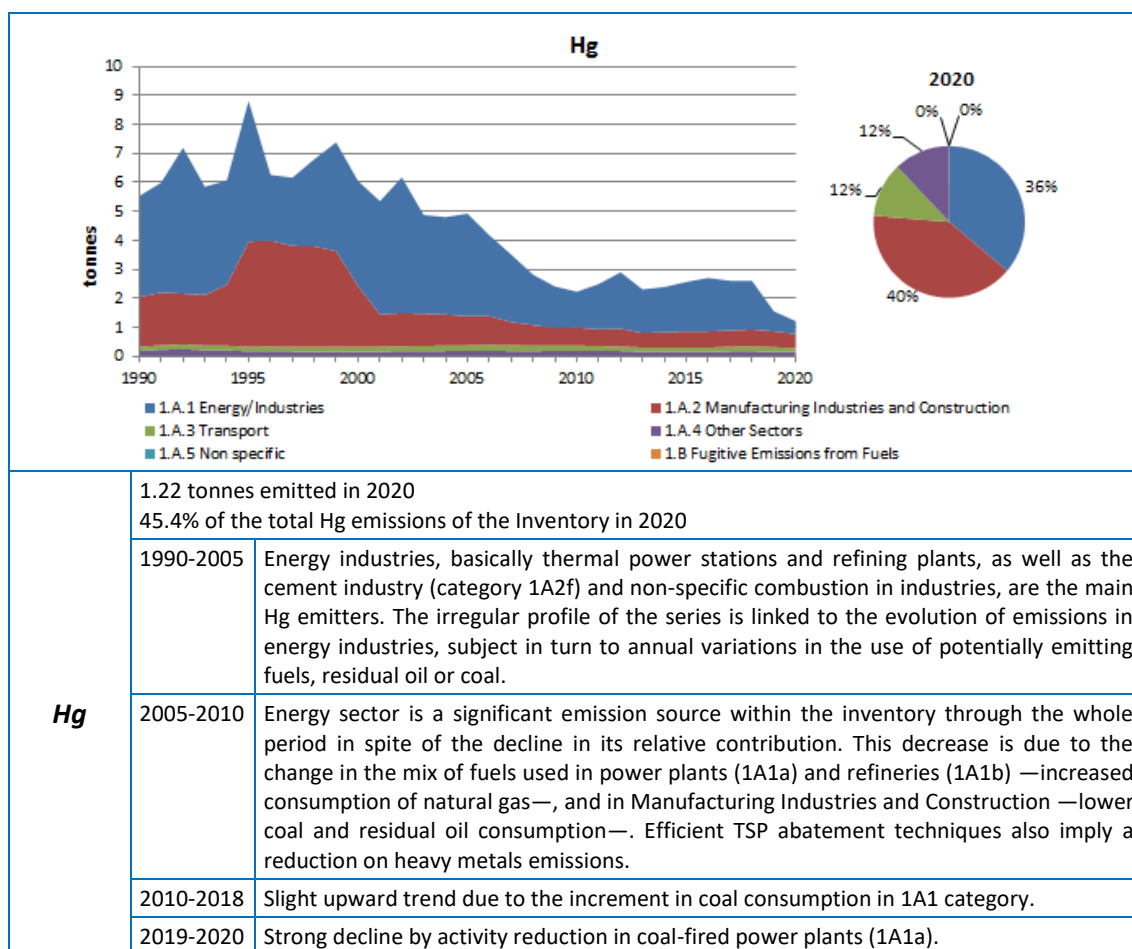 Hg
10
9
8
7
6
5
4
3
2
1
0
tonnes
1990 1995 2000 2005 2010 2015 2020
2020
0% 0%
12%
36%
12%
40%
1.A.1 Energy/Industries
1.A.2 Manufacturing Industries and Construction
1.A.3 Transport
1.A.4 Other Sectors
1.A.5 Non specific
1.B Fugitive Emissions from Fuels
Hg
1.22 tonnes emitted in 2020
45.4% of the total Hg emissions of the Inventory in 2020
1990-2005
Energy industries, basically thermal power stations and refining plants, as well as the
cement industry (category 1A2f) and non-specific combustion in industries, are the main
Hg emitters. The irregular profile of the series is linked to the evolution of emissions in
energy industries, subject in turn to annual variations in the use of potentially emitting
fuels, residual oil or coal.
2005-2010
Energy sector is a significant emission source within the inventory through the whole
period in spite of the decline in its relative contribution. This decrease is due to the
change in the mix of fuels used in power plants (1A1a) and refineries (1A1b) —increased
consumption of natural gas—, and in Manufacturing Industries and Construction —lower
coal and residual oil consumption—. Efficient TSP abatement techniques also imply a
reduction on heavy metals emissions.
2010-2018
Slight upward trend due to the increment in coal consumption in 1A1 category.
2019-2020
Strong decline by activity reduction in coal-fired power plants (1A1a).